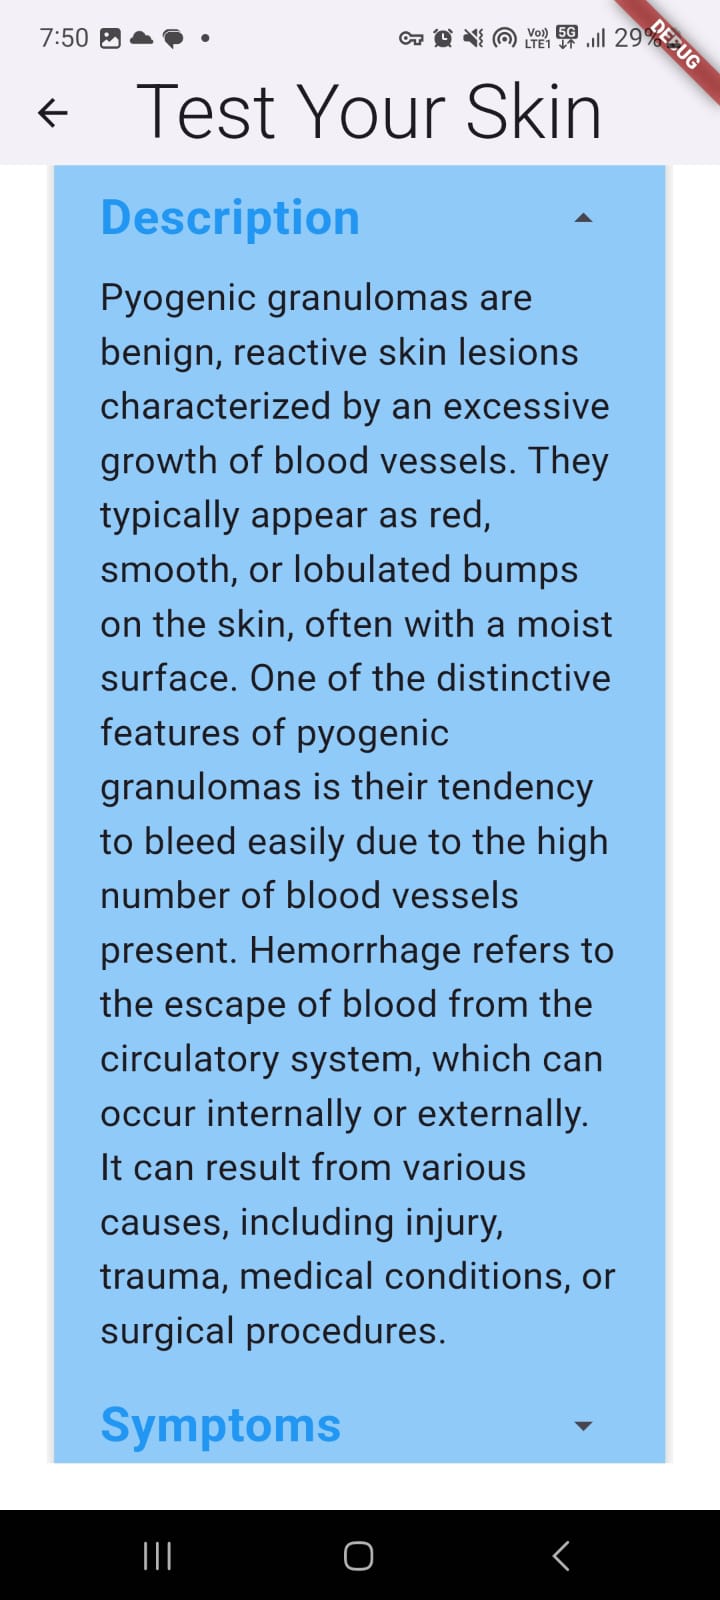 7:50
Vo)) 5G
LTE1
29%
DEBUG
Test Your Skin
Description
Pyogenic granulomas are
benign, reactive skin lesions
characterized by an excessive
growth of blood vessels. They
typically appear as red,
smooth, or lobulated bumps
on the skin, often with a moist
surface. One of the distinctive
features of pyogenic
granulomas is their tendency
to bleed easily due to the high
number of blood vessels
present. Hemorrhage refers to
the escape of blood from the
circulatory system, which can
occur internally or externally.
It can result from various
causes, including injury,
trauma, medical conditions, or
surgical procedures.
Symptoms